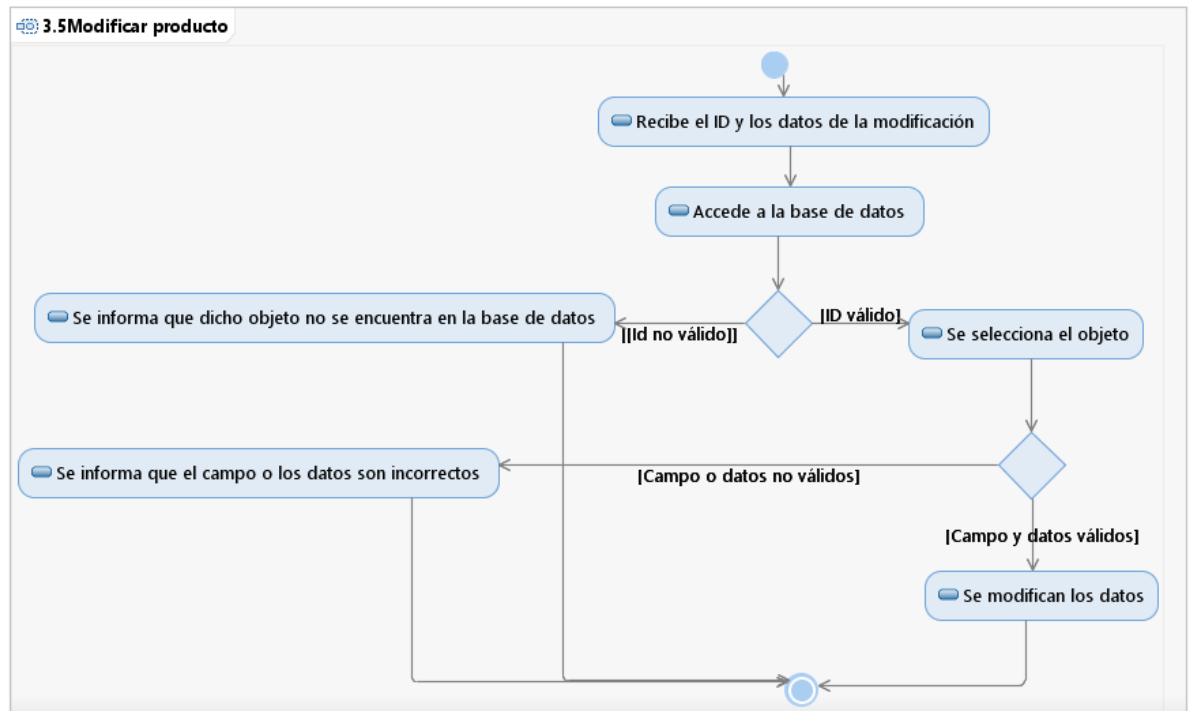 3.5Modificar producto
Recibe el ID y los datos de la modificación
Accede a la base de datos
Se informa que dicho objeto no se encuentra en la base de datos
[[Id no válido]]
[ID válido]
Se selecciona el objeto
Se informa que el campo o los datos son incorrectos
[Campo o datos no válidos]
[Campo y datos válidos]
Se modifican los datos